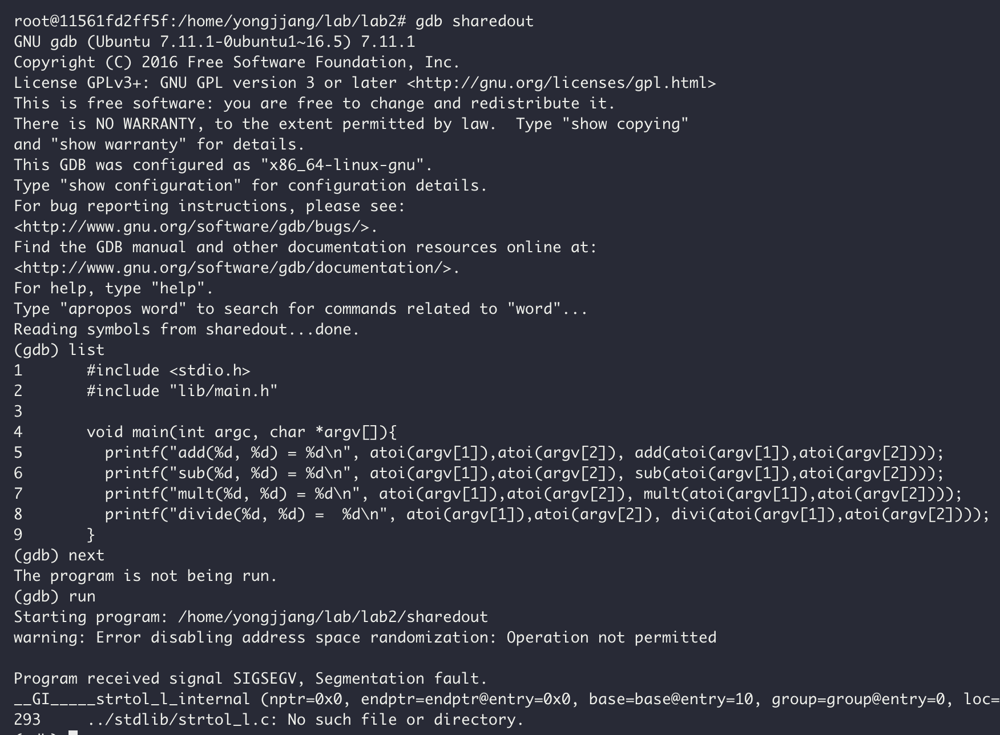 root@11561fd2ff5f:/home/yongjjang/lab/lab2# gdb sharedout
GNU gdb (Ubuntu 7.11.1-0ubuntu1~16.5) 7.11.1
Copyright (C) 2016 Free Software Foundation, Inc.
License GPLv3+: GNU GPL version 3 or later <http://gnu.org/licenses/gpl.html>
This is free software: you are free to change and redistribute it.
There is NO WARRANTY, to the extent permitted by law.  Type "show copying"
and "show warranty" for details.
This GDB was configured as "x86_64-linux-gnu".
Type "show configuration" for configuration details.
For bug reporting instructions, please see:
<http://www.gnu.org/software/gdb/bugs/>.
Find the GDB manual and other documentation resources online at:
<http://www.gnu.org/software/gdb/documentation/>.
For help, type "help".
Type "apropos word" to search for commands related to "word"...
Reading symbols from sharedout...done.
(gdb) list
1       #include <stdio.h>
2       #include "lib/main.h"
3
4       void main(int argc, char *argv[]){
5         printf("add(%d, %d) = %d\n", atoi(argv[1]),atoi(argv[2]), add(atoi(argv[1]),atoi(argv[2])));
6         printf("sub(%d, %d) = %d\n", atoi(argv[1]),atoi(argv[2]), sub(atoi(argv[1]),atoi(argv[2])));
7         printf("mult(%d, %d) = %d\n", atoi(argv[1]),atoi(argv[2]), mult(atoi(argv[1]),atoi(argv[2])));
8         printf("divide(%d, %d) =  %d\n", atoi(argv[1]),atoi(argv[2]), divi(atoi(argv[1]),atoi(argv[2])));
9       }
(gdb) next
The program is not being run.
(gdb) run
Starting program: /home/yongjjang/lab/lab2/sharedout
warning: Error disabling address space randomization: Operation not permitted

Program received signal SIGSEGV, Segmentation fault.
__GI_____strtol_l_internal (nptr=0x0, endptr=endptr@entry=0x0, base=base@entry=10, group=group@entry=0, loc=
293     ../stdlib/strtol_l.c: No such file or directory.
(gdb)